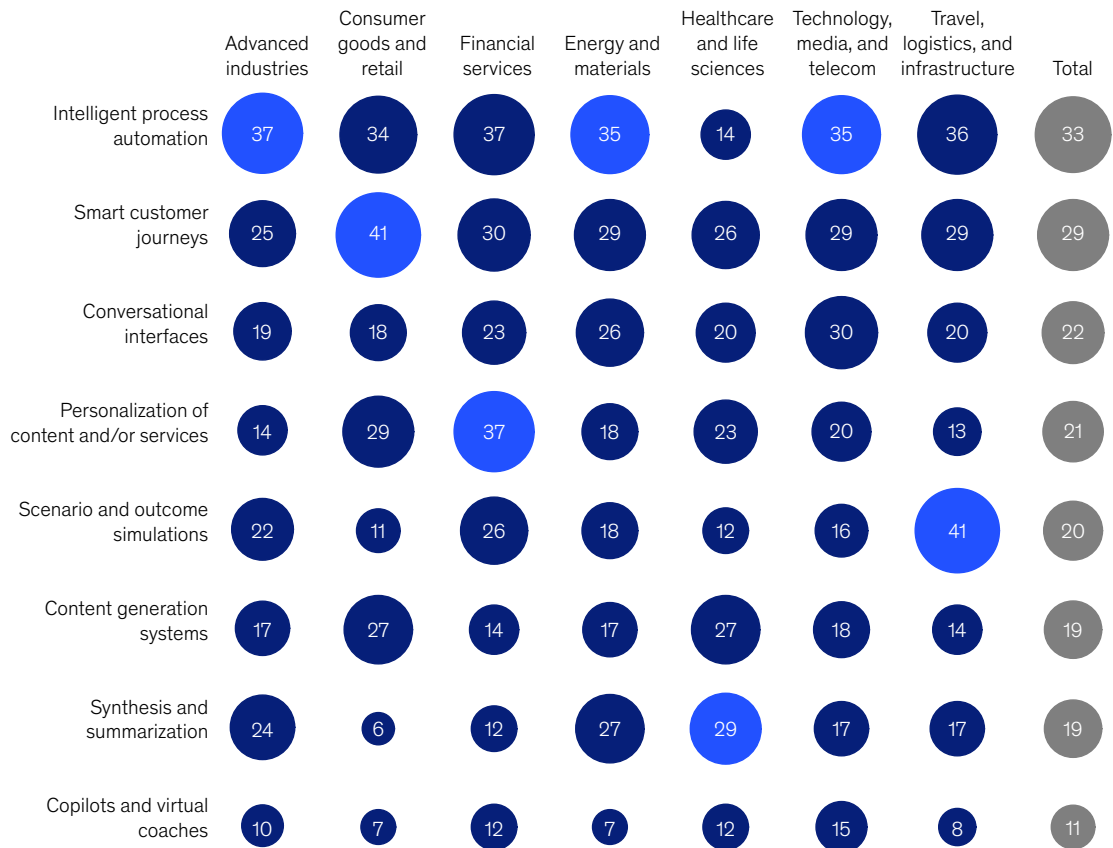 Advanced
industries
Consumer
goods and
retail
Financial
services
Energy and
materials
Healthcare
and life
sciences
Technology,
media, and
telecom
Travel,
logistics, and
infrastructure
Total
Intelligent process
automation
37 34 37 35 14 35 36 33
Smart customer
journeys
25 41 30 29 26 29 29 29
Conversational
interfaces
19 18 23 26 20 30 20 22
Personalization of
content and/or services
14 29 37 18 23 20 13 21
Scenario and outcome
simulations
22 11 26 18 12 16 41 20
Content generation
systems
17 27 14 17 27 18 14 19
Synthesis and
summarization
24 6 12 27 29 17 17 19
Copilots and virtual
coaches
10 7 12 7 12 15 8 11